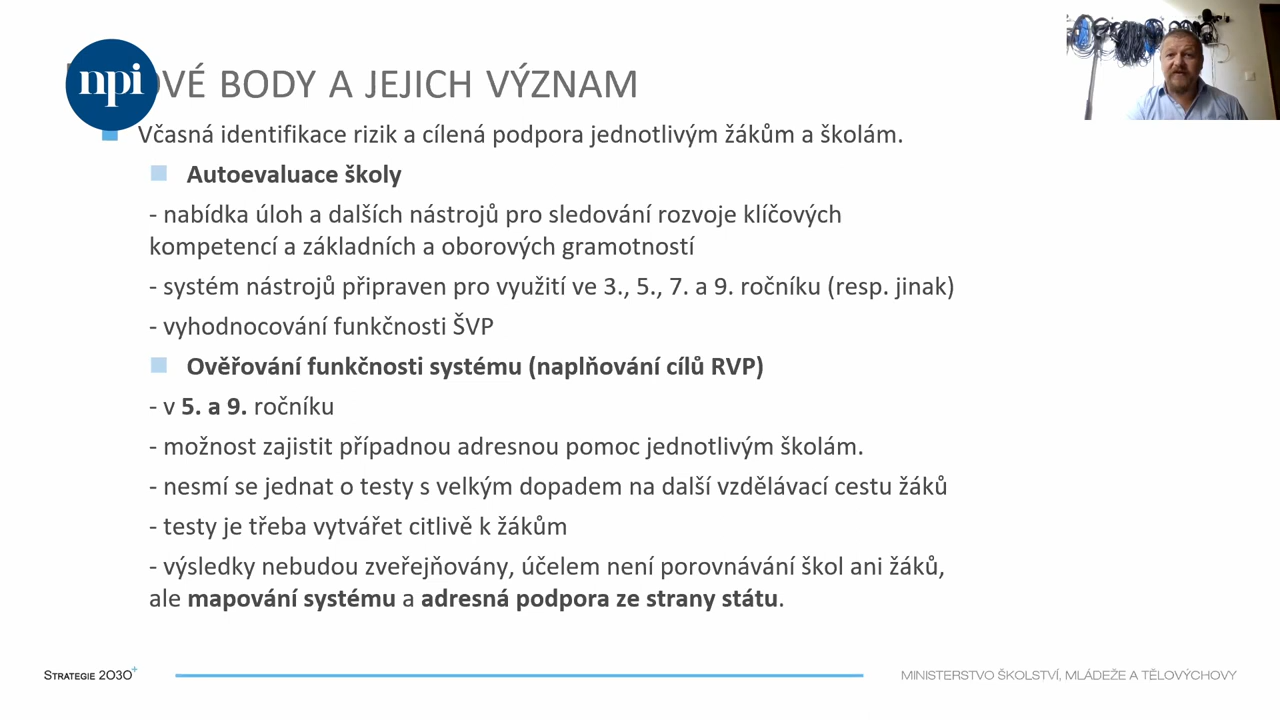 npi
OVÉ BODY A JEJICH VÝZNAM
Včasná identifikace rizik a cílená podpora jednotlivým žákům a školám.
Autoevaluace školy
- nabídka úloh a dalších nástrojů pro sledování rozvoje klíčových
kompetencí a základních a oborových gramotností
- systém nástrojů připraven pro využití ve 3., 5., 7. a 9. ročníku (resp. jinak)
- vyhodnocování funkčnosti ŠVP
Ověřování funkčnosti systému (naplňování cílů RVP)
- v 5. a 9. ročníku
- možnost zajistit případnou adresnou pomoc jednotlivým školám.
- nesmí se jednat o testy s velkým dopadem na další vzdělávací cestu žáků
- testy je třeba vytvářet citlivě k žákům
- výsledky nebudou zveřejňovány, účelem není porovnávání škol ani žáků,
ale mapování systému a adresná podpora ze strany státu.
STRATEGIE 2030+
MINISTERSTVO ŠKOLSTVÍ, MLÁDEŽE A TĚLOVÝCHOVY